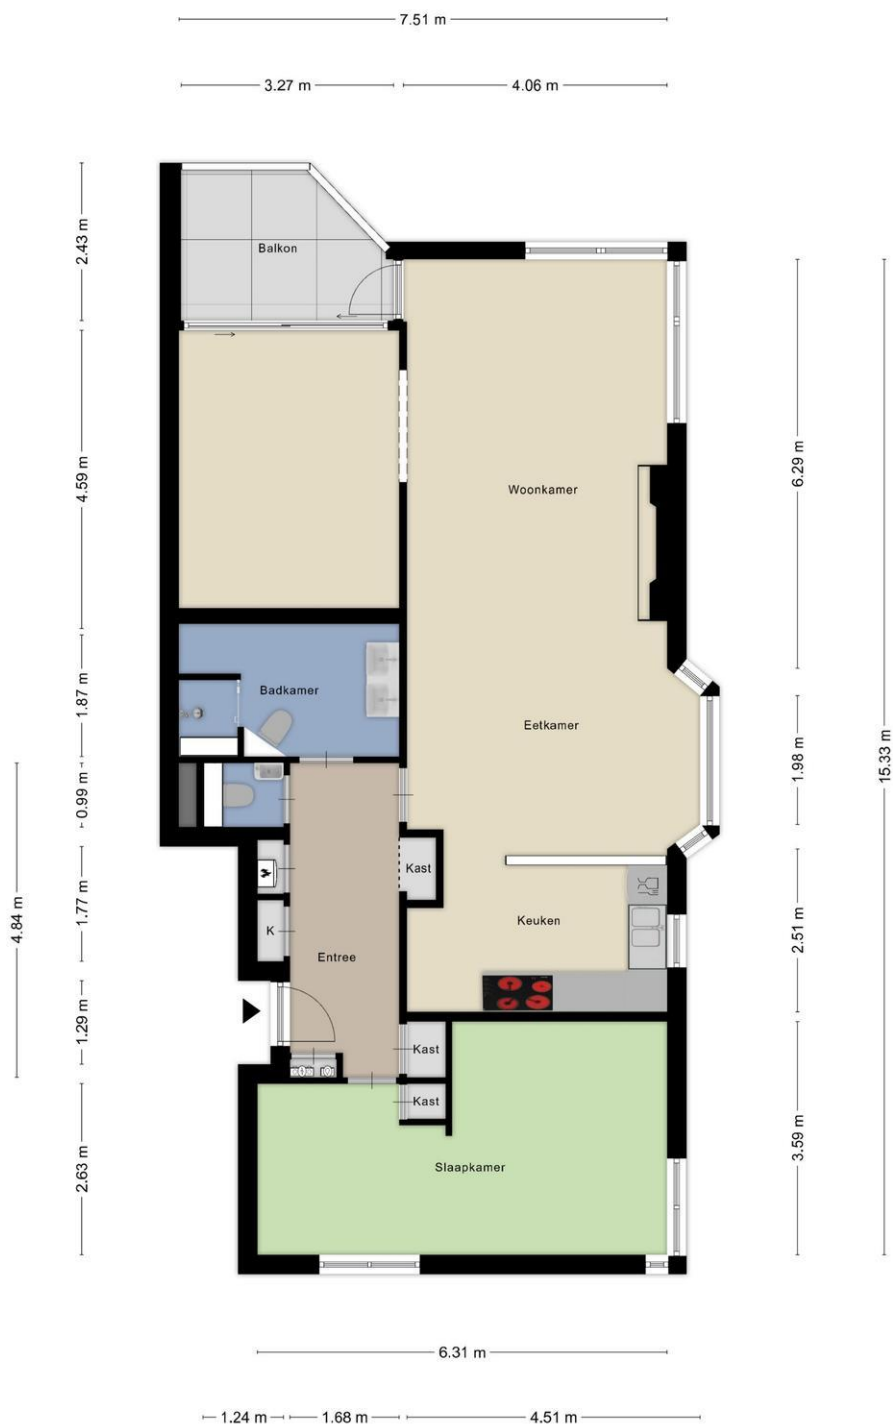 7.51 m
3.27 m
4.06 m
Balkon
2.43 m
6.29 m
4.59 m
Woonkamer
1.87 m
Badkamer
Eetkamer
1.98 m
15.33 m
0.99 m
Kast
1.77 m
4.84 m
Keuken
2.51 m
K
Entree
1.29 m
Kast
Kast
2.63 m
3.59 m
Slaapkamer
6.31 m
1.24 m
1.68 m
4.51 m